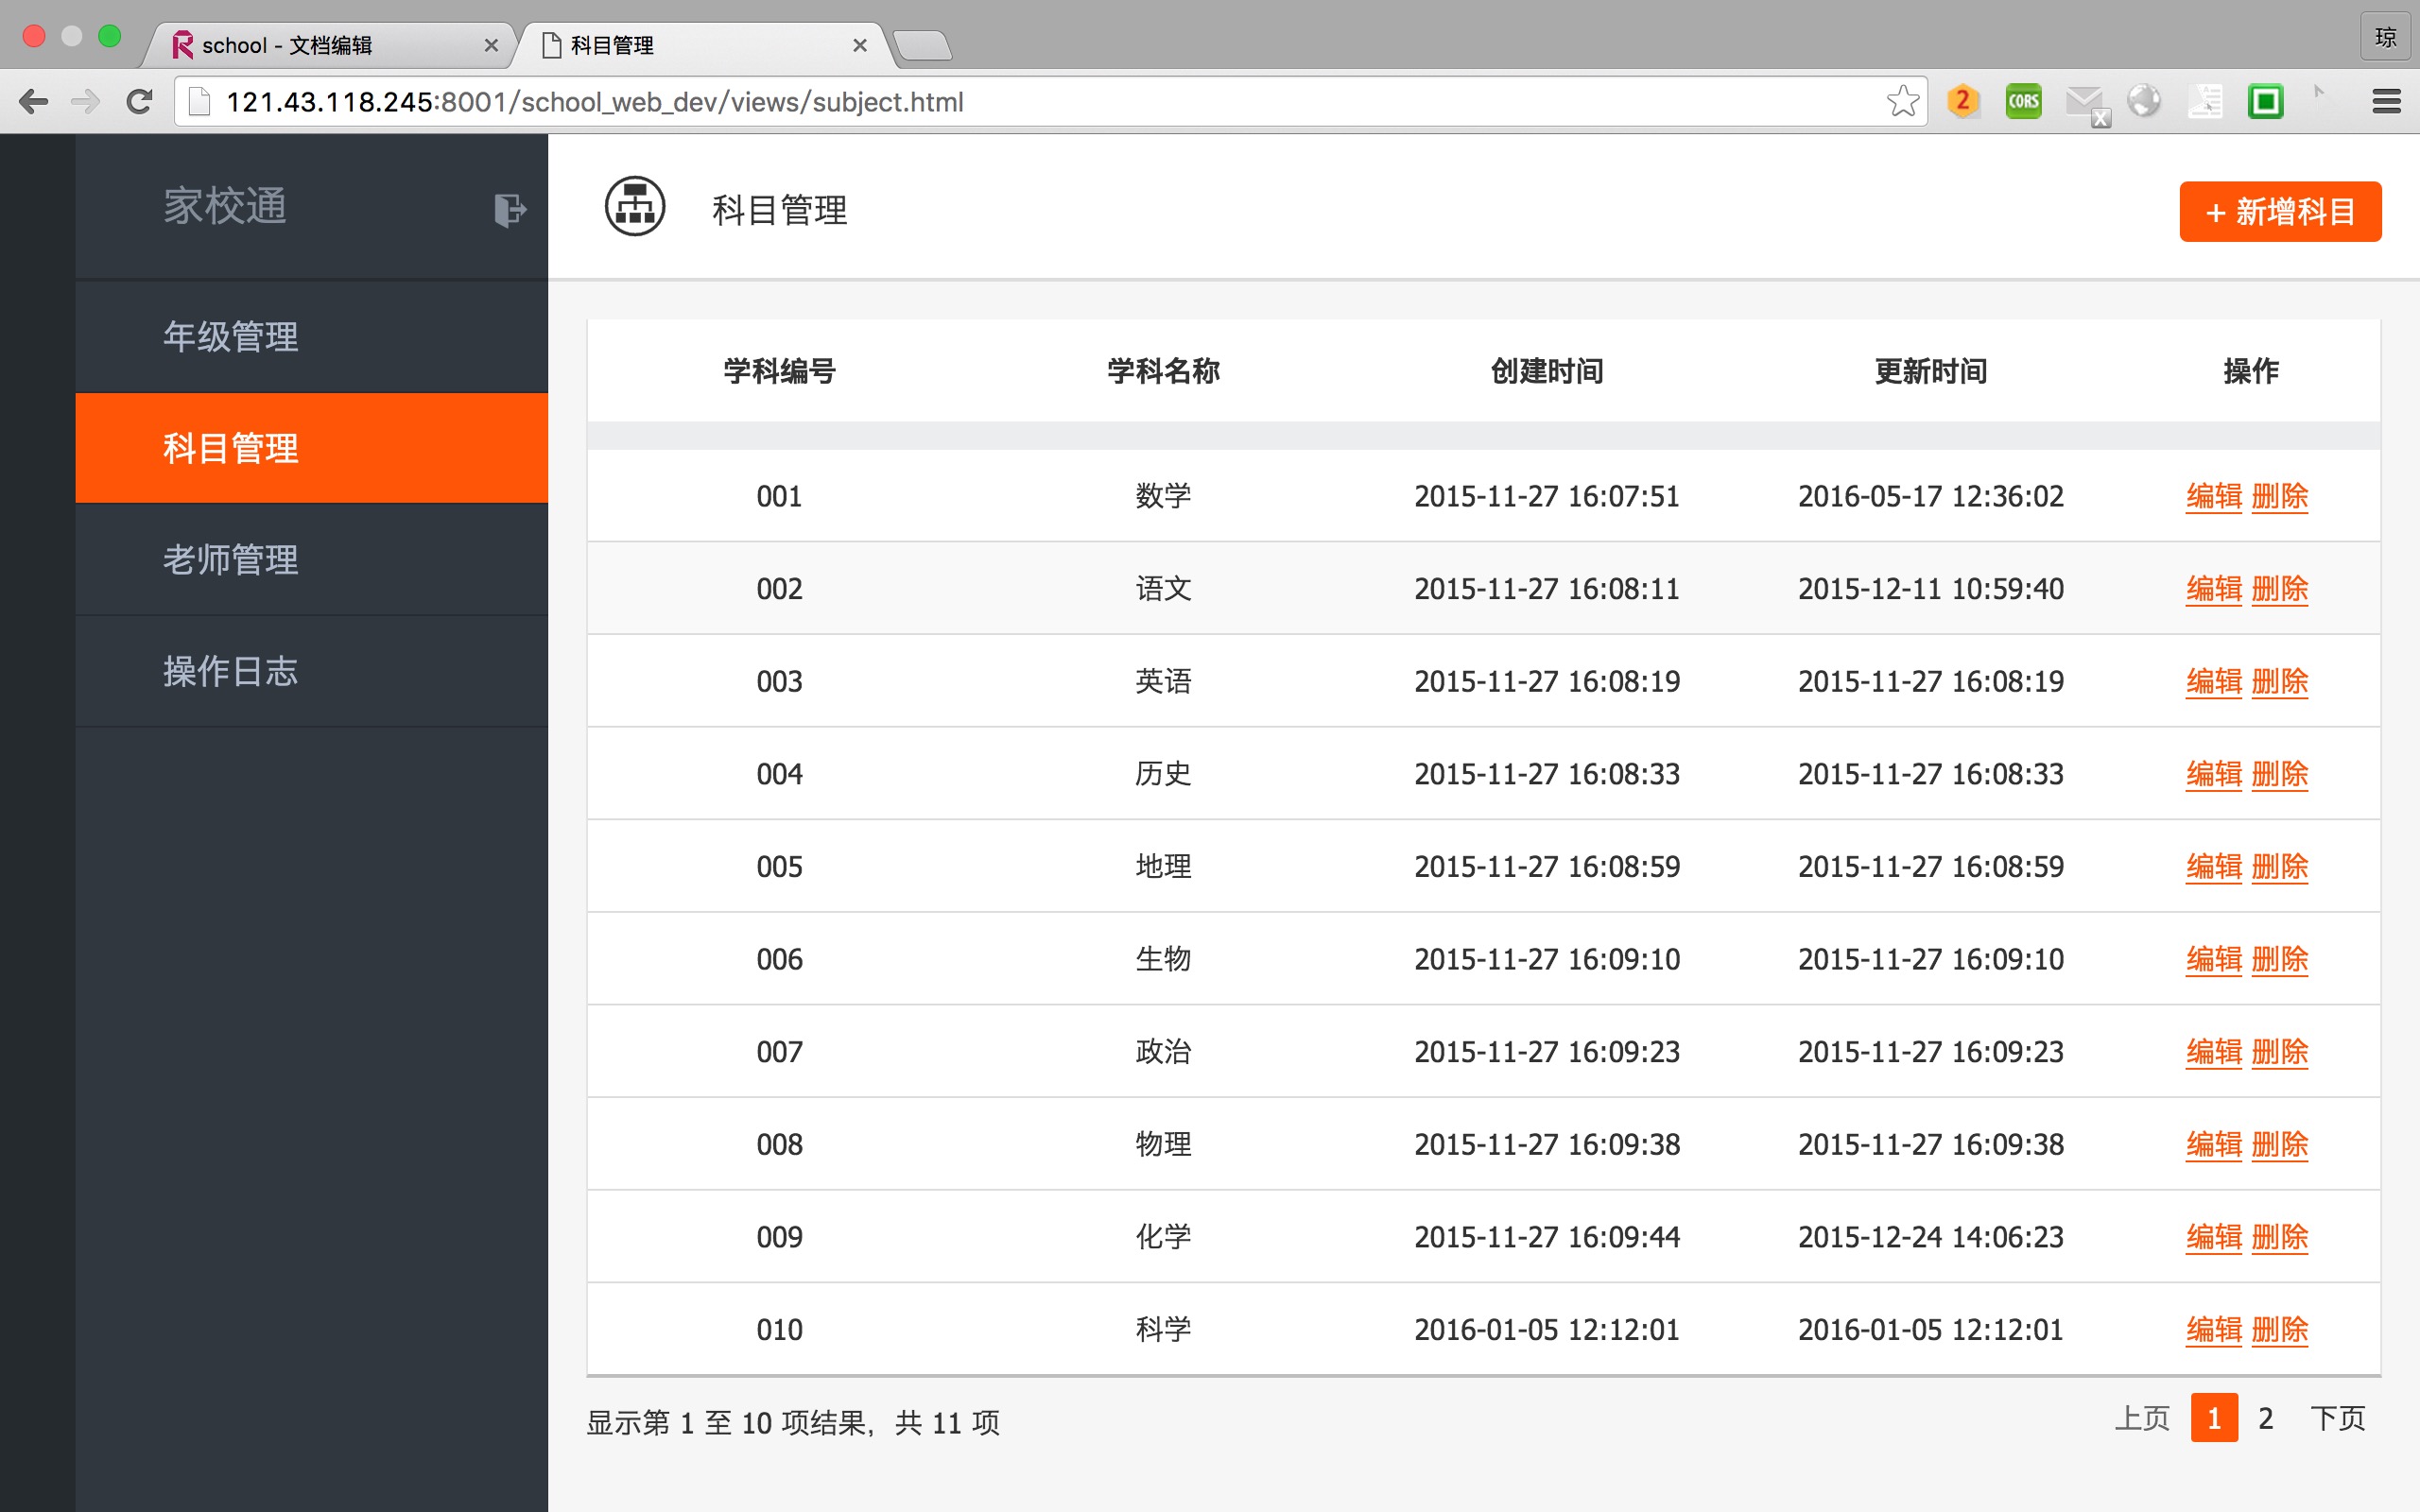 school - 文档编辑
科目管理
琼
121.43.118.245:8001/school_web_dev/views/subject.html
2
CORS
X
家校通
科目管理
+ 新增科目
年级管理
科目管理
老师管理
操作日志
学科编号 学科名称 创建时间 更新时间 操作
001 数学 2015-11-27 16:07:51 2016-05-17 12:36:02 编辑 删除
002 语文 2015-11-27 16:08:11 2015-12-11 10:59:40 编辑 删除
003 英语 2015-11-27 16:08:19 2015-11-27 16:08:19 编辑 删除
004 历史 2015-11-27 16:08:33 2015-11-27 16:08:33 编辑 删除
005 地理 2015-11-27 16:08:59 2015-11-27 16:08:59 编辑 删除
006 生物 2015-11-27 16:09:10 2015-11-27 16:09:10 编辑 删除
007 政治 2015-11-27 16:09:23 2015-11-27 16:09:23 编辑 删除
008 物理 2015-11-27 16:09:38 2015-11-27 16:09:38 编辑 删除
009 化学 2015-11-27 16:09:44 2015-12-24 14:06:23 编辑 删除
010 科学 2016-01-05 12:12:01 2016-01-05 12:12:01 编辑 删除
显示第 1 至 10 项结果，共 11 项
上页 1 2 下页